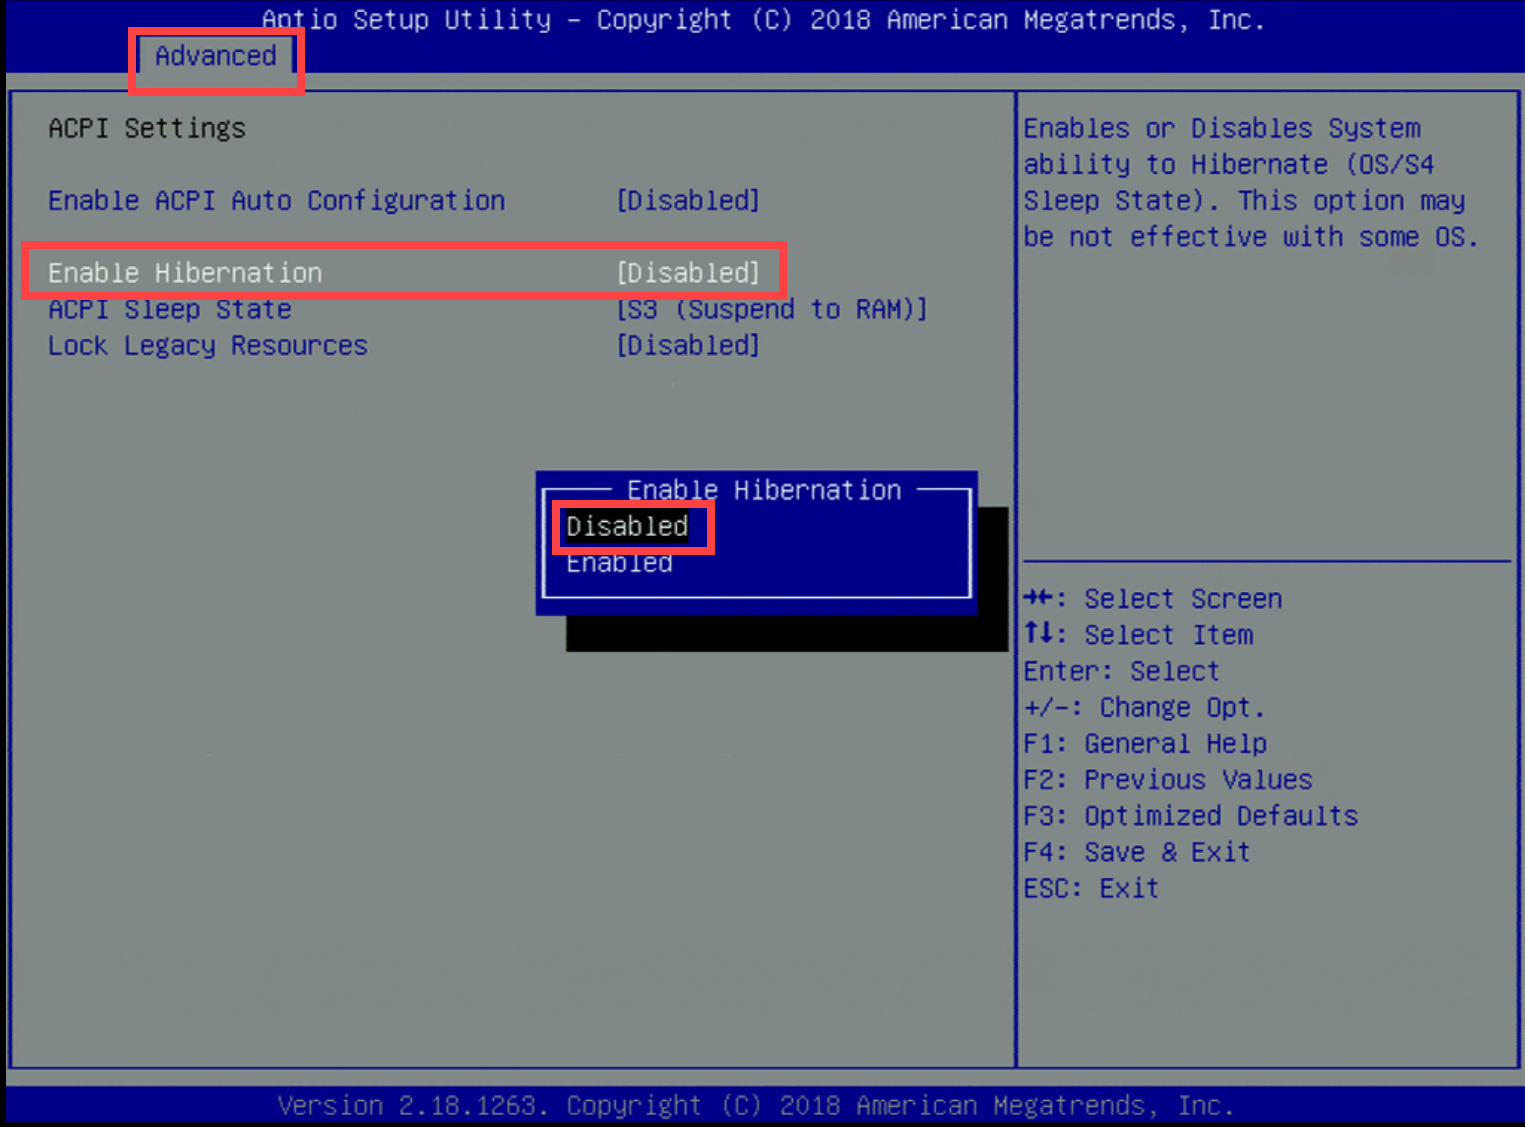 Aptio Setup Utility – Copyright (C) 2018 American Megatrends, Inc.
Advanced
ACPI Settings
Enable ACPI Auto Configuration [Disabled]
Enable Hibernation [Disabled]
ACPI Sleep State [S3 (Suspend to RAM)]
Lock Legacy Resources [Disabled]
Enable Hibernation
Disabled
Enabled
Enables or Disables System
ability to Hibernate (OS/S4
Sleep State). This option may
be not effective with some OS.
→←: Select Screen
↑↓: Select Item
Enter: Select
+/-: Change Opt.
F1: General Help
F2: Previous Values
F3: Optimized Defaults
F4: Save & Exit
ESC: Exit
Version 2.18.1263. Copyright (C) 2018 American Megatrends, Inc.